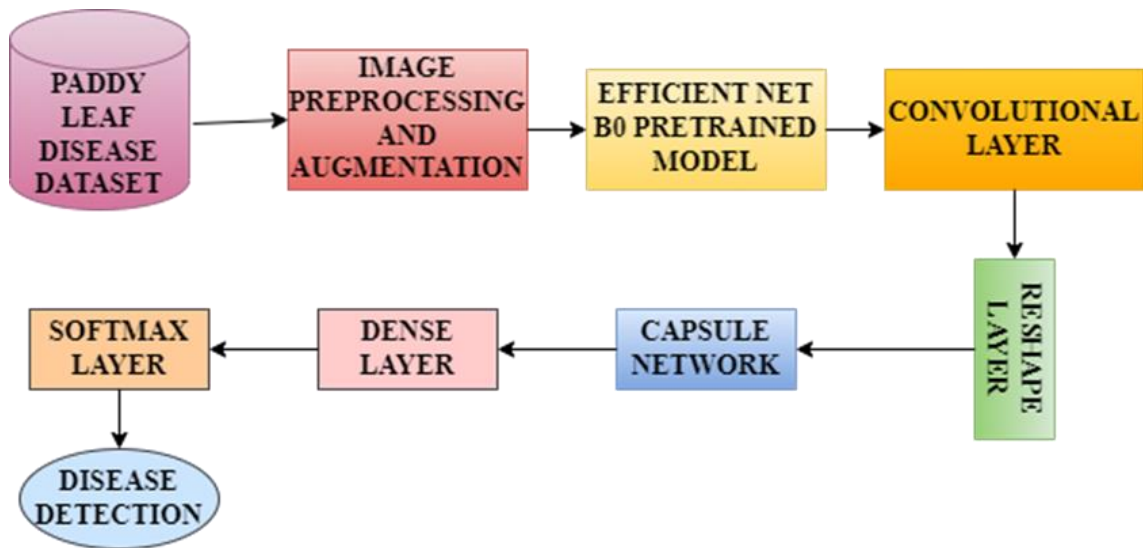 PADDY
LEAF
DISEASE
DATASET
IMAGE
PREPROCESSING
AND
AUGMENTATION
EFFICIENT NET
B0 PRETRAINED
MODEL
CONVOLUTIONAL
LAYER
RESHAPE
LAYER
CAPSULE
NETWORK
DENSE
LAYER
SOFTMAX
LAYER
DISEASE
DETECTION